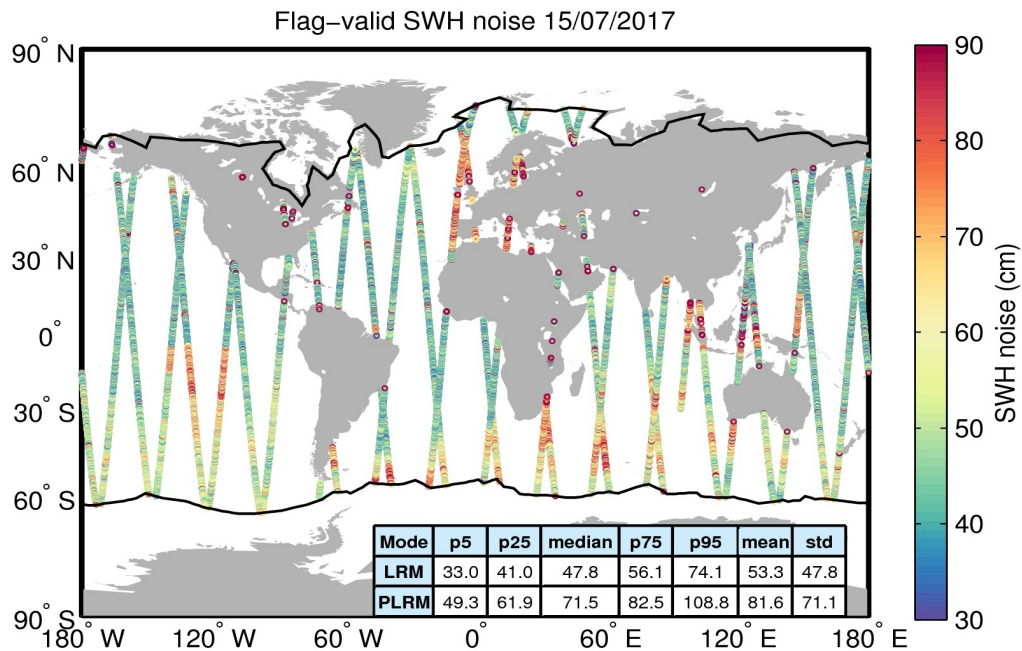 Flag−valid SWH noise 15/07/2017
90° N
60° N
30° N
0°
30° S
60° S
90° S
180° W
120° W
60° W
0°
60° E
120° E
180° E
Mode p5 p25 median p75 p95 mean std
LRM 33.0 41.0 47.8 56.1 74.1 53.3 47.8
PLRM 49.3 61.9 71.5 82.5 108.8 81.6 71.1
90
80
70
60
50
40
30
SWH noise (cm)